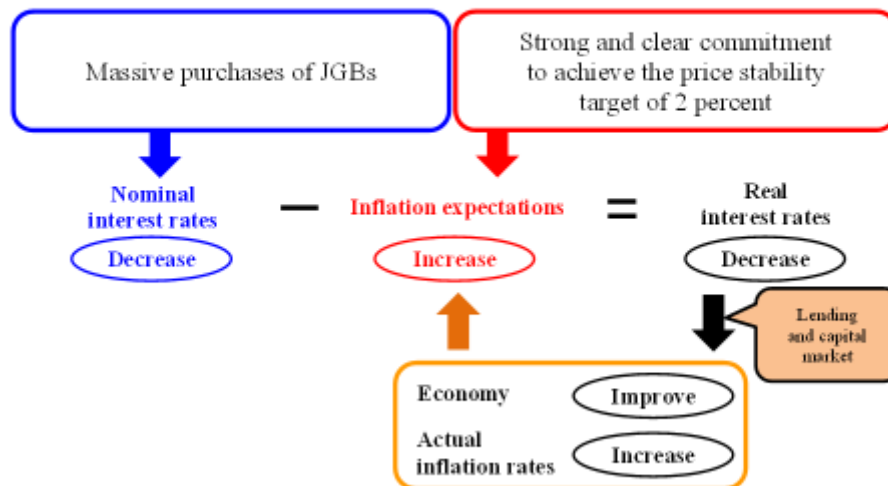 Massive purchases of JGBs
Strong and clear commitment
to achieve the price stability
target of 2 percent
Nominal
interest rates
Decrease
−
Inflation expectations
Increase
=
Real
interest rates
Decrease
Lending
and capital
market
Economy
Improve
Actual
inflation rates
Increase